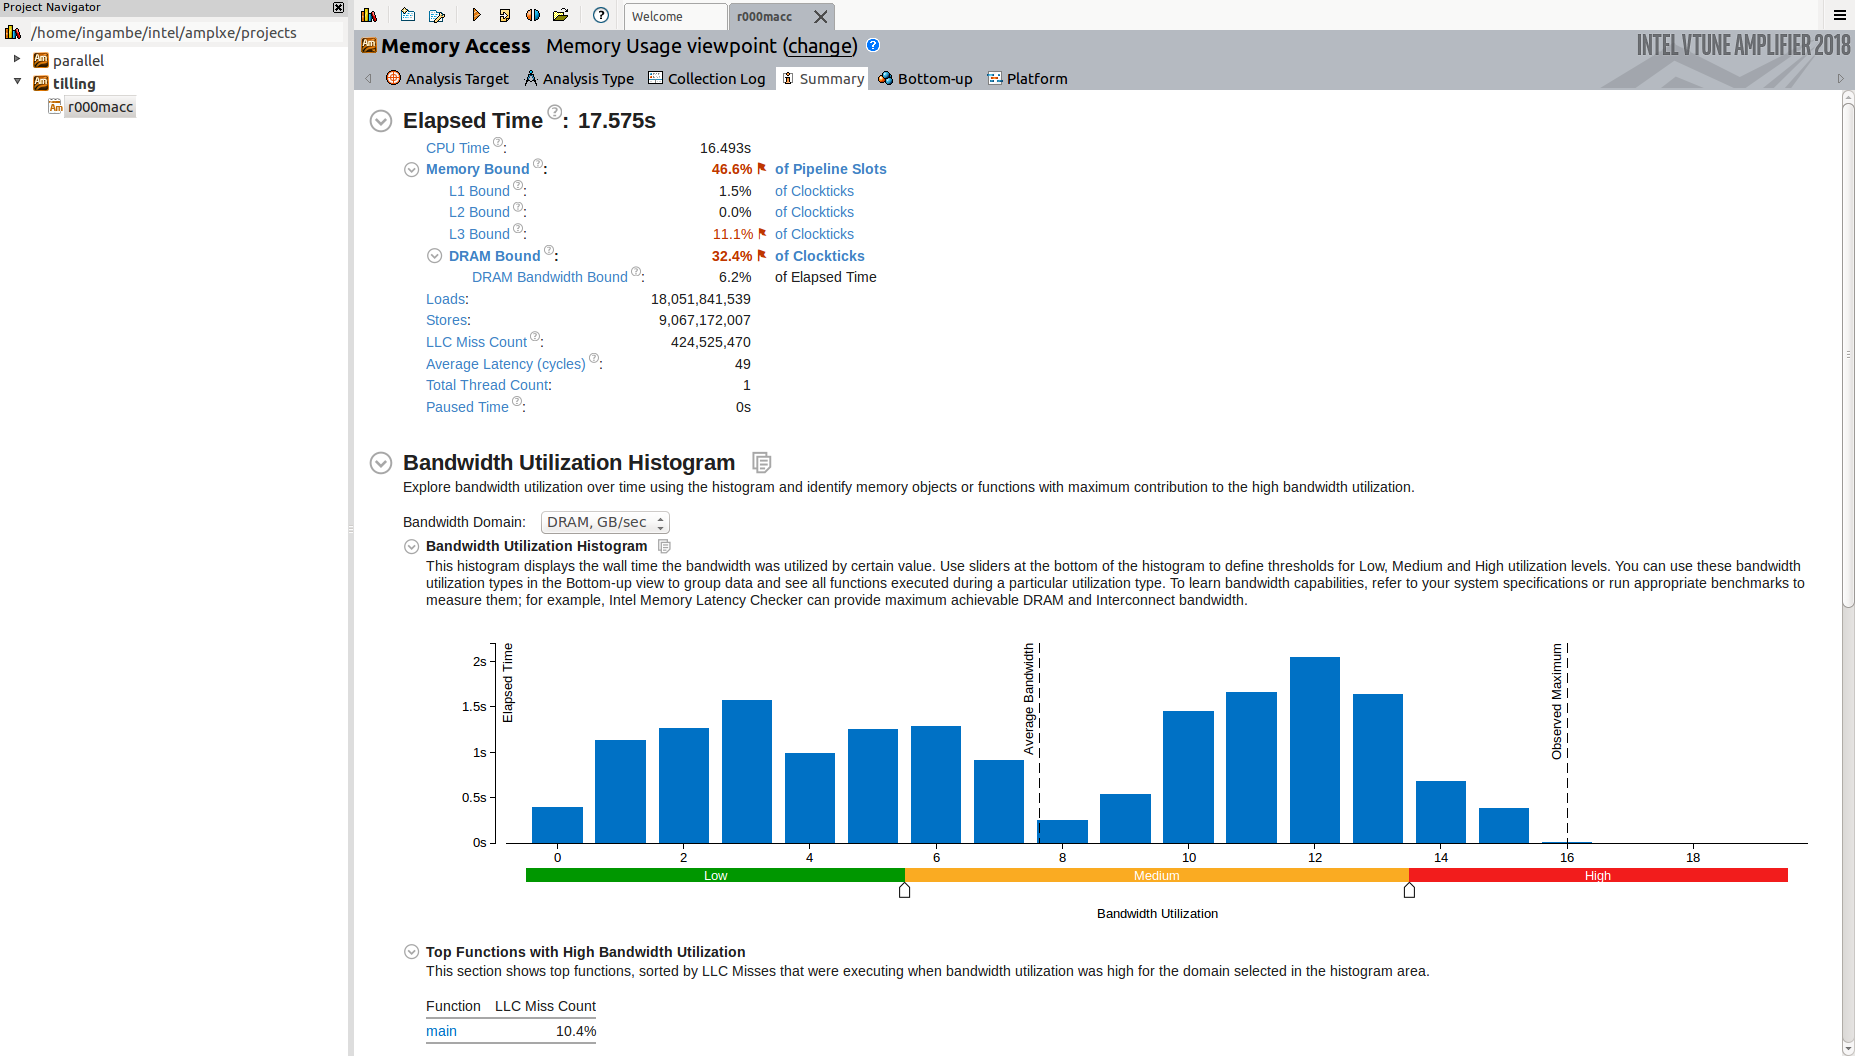 Project Navigator
/home/ingambe/intel/amplxe/projects
parallel
tilling
r000macc
Welcome
r000macc
Memory Access Memory Usage viewpoint (change) ?
INTEL VTUNE AMPLIFIER 2018
Analysis Target Analysis Type Collection Log Summary Bottom-up Platform
Elapsed Time ?: 17.575s
CPU Time ?: 16.493s
Memory Bound ?: 46.6% of Pipeline Slots
L1 Bound ?: 1.5% of Clockticks
L2 Bound ?: 0.0% of Clockticks
L3 Bound ?: 11.1% of Clockticks
DRAM Bound ?: 32.4% of Clockticks
DRAM Bandwidth Bound ?: 6.2% of Elapsed Time
Loads: 18,051,841,539
Stores: 9,067,172,007
LLC Miss Count ?: 424,525,470
Average Latency (cycles) ?: 49
Total Thread Count: 1
Paused Time ?: 0s
Bandwidth Utilization Histogram
Explore bandwidth utilization over time using the histogram and identify memory objects or functions with maximum contribution to the high bandwidth utilization.
Bandwidth Domain: DRAM, GB/sec
Bandwidth Utilization Histogram
This histogram displays the wall time the bandwidth was utilized by certain value. Use sliders at the bottom of the histogram to define thresholds for Low, Medium and High utilization levels. You can use these bandwidth
utilization types in the Bottom-up view to group data and see all functions executed during a particular utilization type. To learn bandwidth capabilities, refer to your system specifications or run appropriate benchmarks to
measure them; for example, Intel Memory Latency Checker can provide maximum achievable DRAM and Interconnect bandwidth.
Elapsed Time
Average Bandwidth
Observed Maximum
2s
1.5s
1s
0.5s
0s
0 2 4 6 8 10 12 14 16 18
Low Medium High
Bandwidth Utilization
Top Functions with High Bandwidth Utilization
This section shows top functions, sorted by LLC Misses that were executing when bandwidth utilization was high for the domain selected in the histogram area.
Function LLC Miss Count
main 10.4%